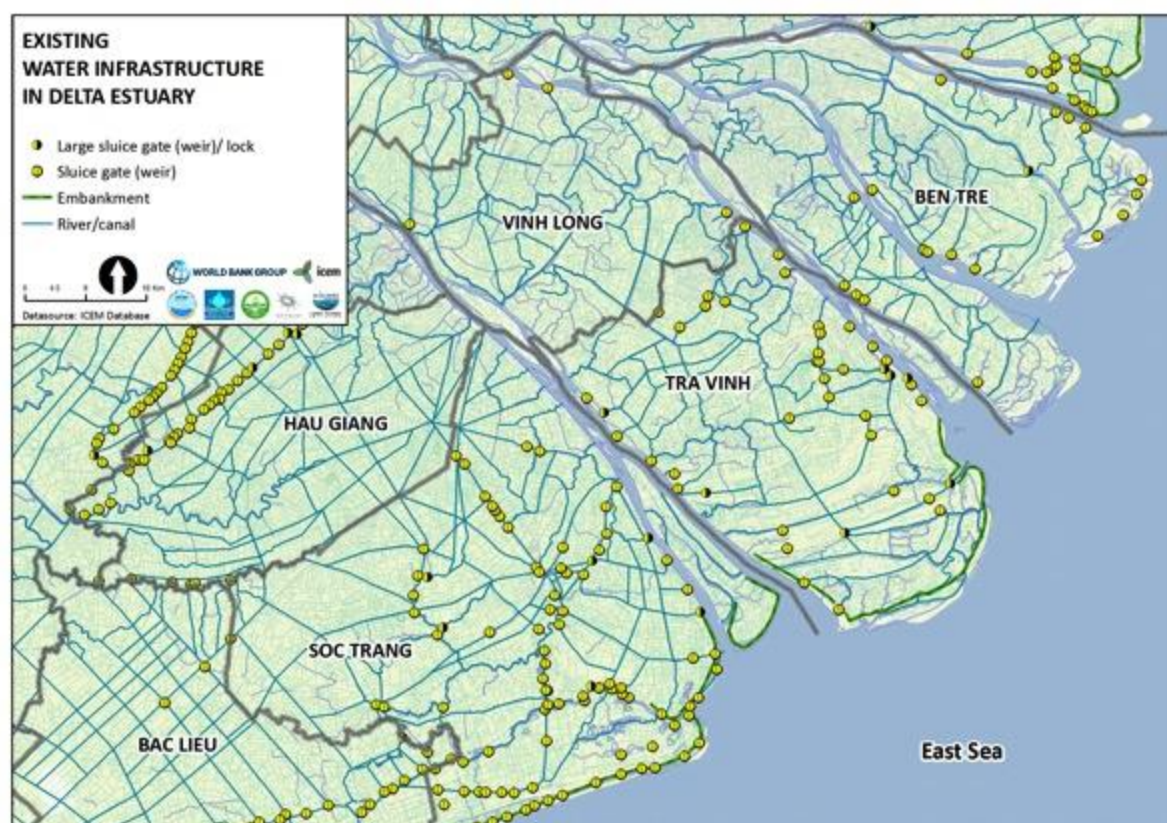 EXISTING
WATER INFRASTRUCTURE
IN DELTA ESTUARY
Large sluice gate (weir)/ lock
Sluice gate (weir)
Embankment
River/canal
WORLD BANK GROUP
icem
Datasource: ICEM Database
VINH LONG
BEN TRE
TRA VINH
HAU GIANG
SOC TRANG
BAC LIEU
East Sea